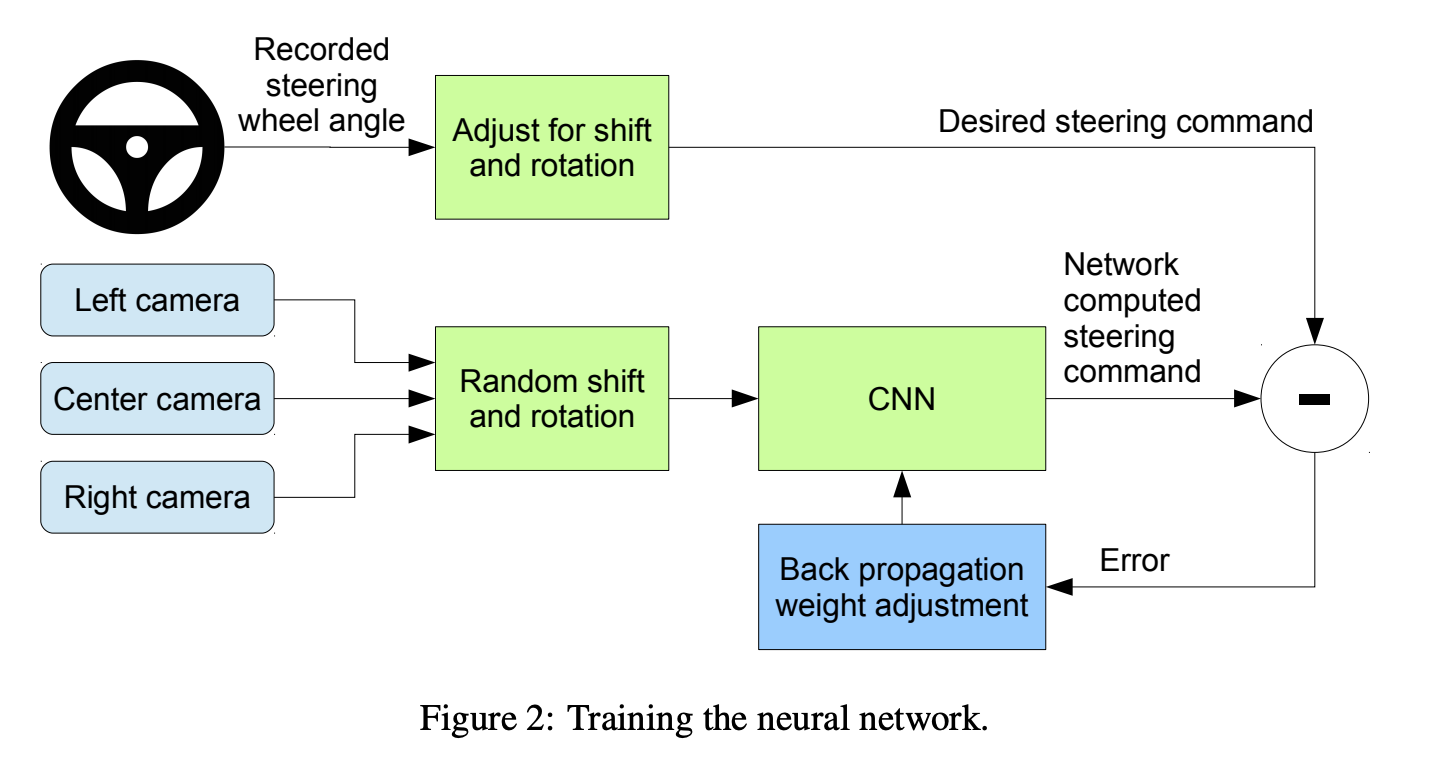 Recorded
steering
wheel angle
Adjust for shift
and rotation
Desired steering command
Left camera
Center camera
Right camera
Random shift
and rotation
CNN
Network
computed
steering
command
-
Back propagation
weight adjustment
Error
Figure 2: Training the neural network.